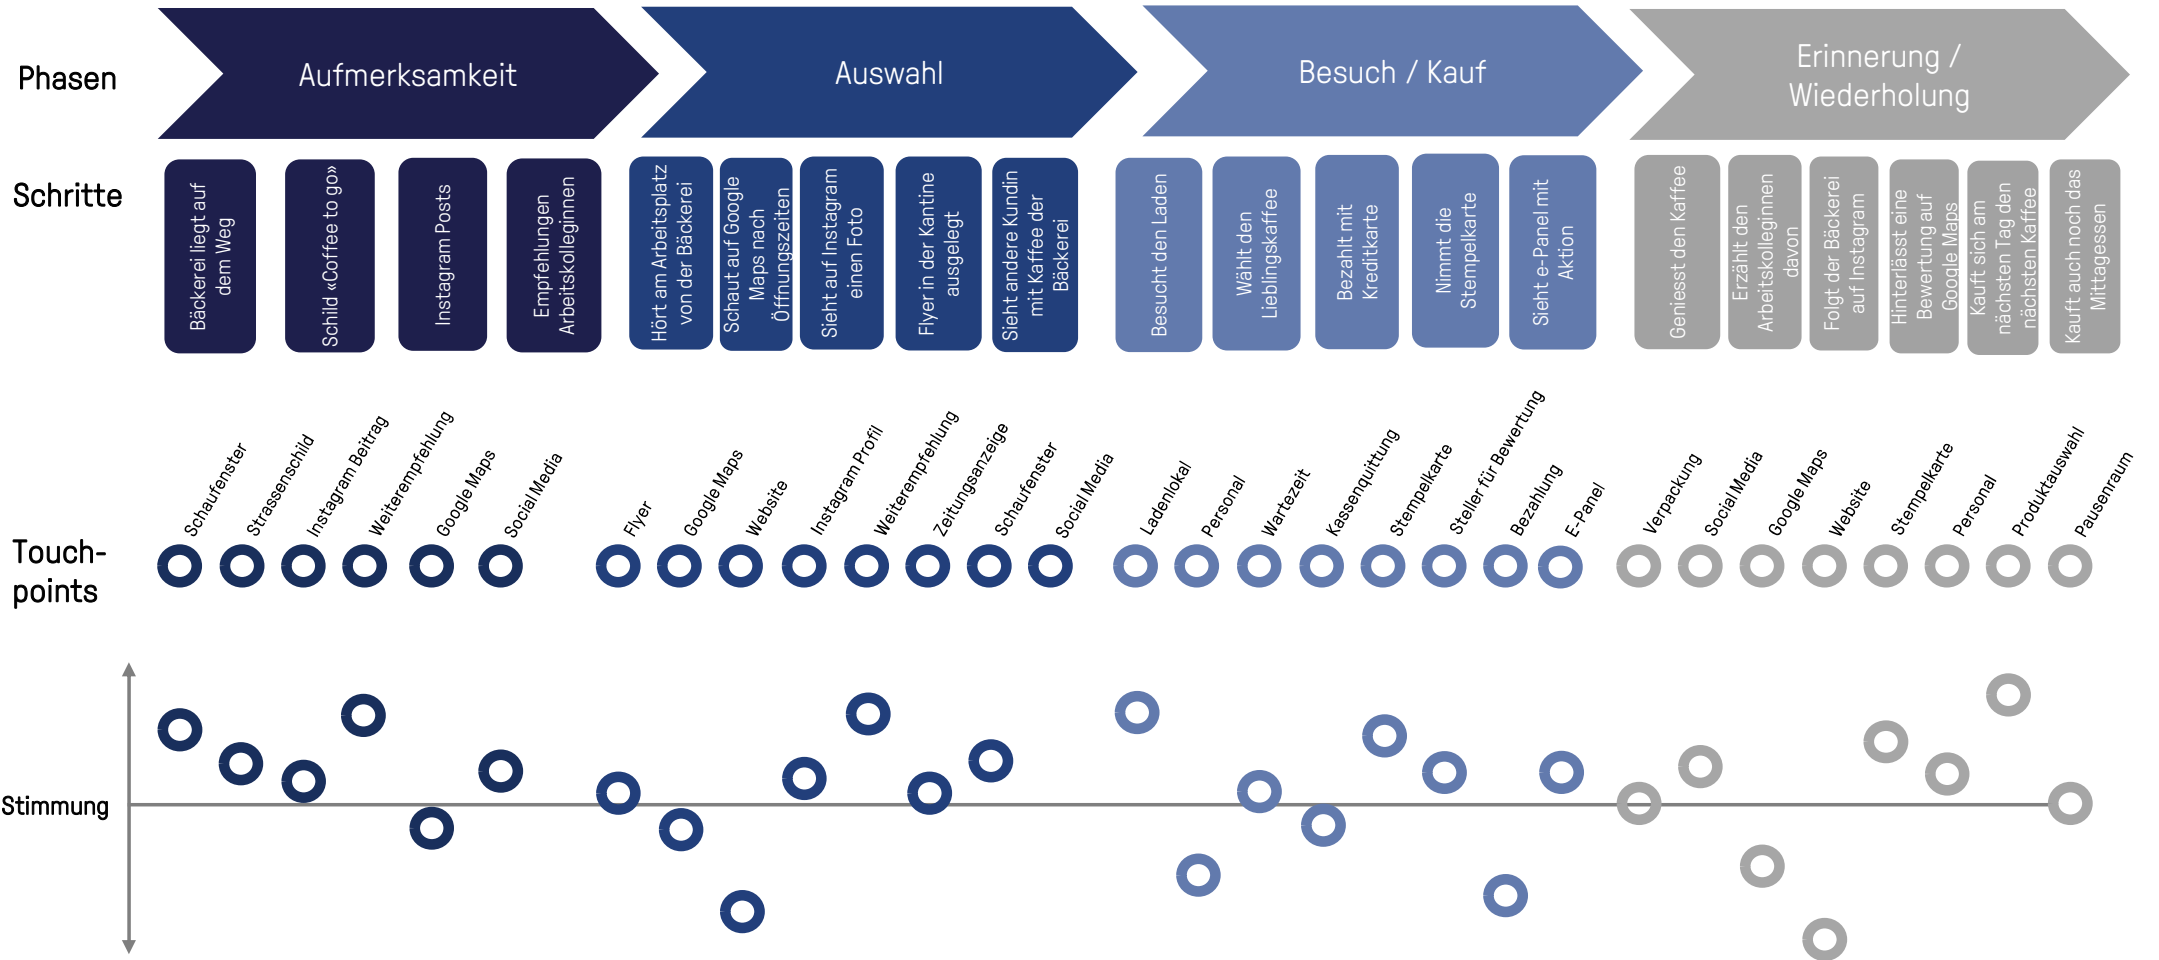 Phasen
Aufmerksamkeit
Auswahl
Besuch / Kauf
Erinnerung /
Wiederholung
Schritte
Bäckerei liegt auf
dem Weg
Schild «Coffee to go»
Instagram Posts
Empfehlungen
Arbeitskolleginnen
Hört am Arbeitsplatz
von der Bäckerei
Schaut auf Google
Maps nach
Öffnungszeiten
Sieht auf Instagram
einen Foto
Flyer in der Kantine
ausgelegt
Sieht andere Kundin
mit Kaffee der
Bäckerei
Besucht den Laden
Wählt den
Lieblingskaffee
Bezahlt mit
Kreditkarte
Nimmt die
Stempelkarte
Sieht e-Panel mit
Aktion
Geniesst den Kaffee
Erzählt den
Arbeitskolleginnen
davon
Folgt der Bäckerei
auf Instagram
Hinterlässt eine
Bewertung auf
Google Maps
Kauft sich am
nächsten Tag den
nächsten Kaffee
Kauft auch noch das
Mittagessen
Touch-
points
Schaufenster
Strassenschild
Instagram Beitrag
Weiterempfehlung
Google Maps
Social Media
Flyer
Google Maps
Website
Instagram Profil
Weiterempfehlung
Zeitungsanzeige
Schaufenster
Social Media
Ladenlokal
Personal
Wartezeit
Kassenquittung
Stempelkarte
Steller für Bewertung
Bezahlung
E-Panel
Verpackung
Social Media
Google Maps
Website
Stempelkarte
Personal
Produktauswahl
Pausenraum
Stimmung